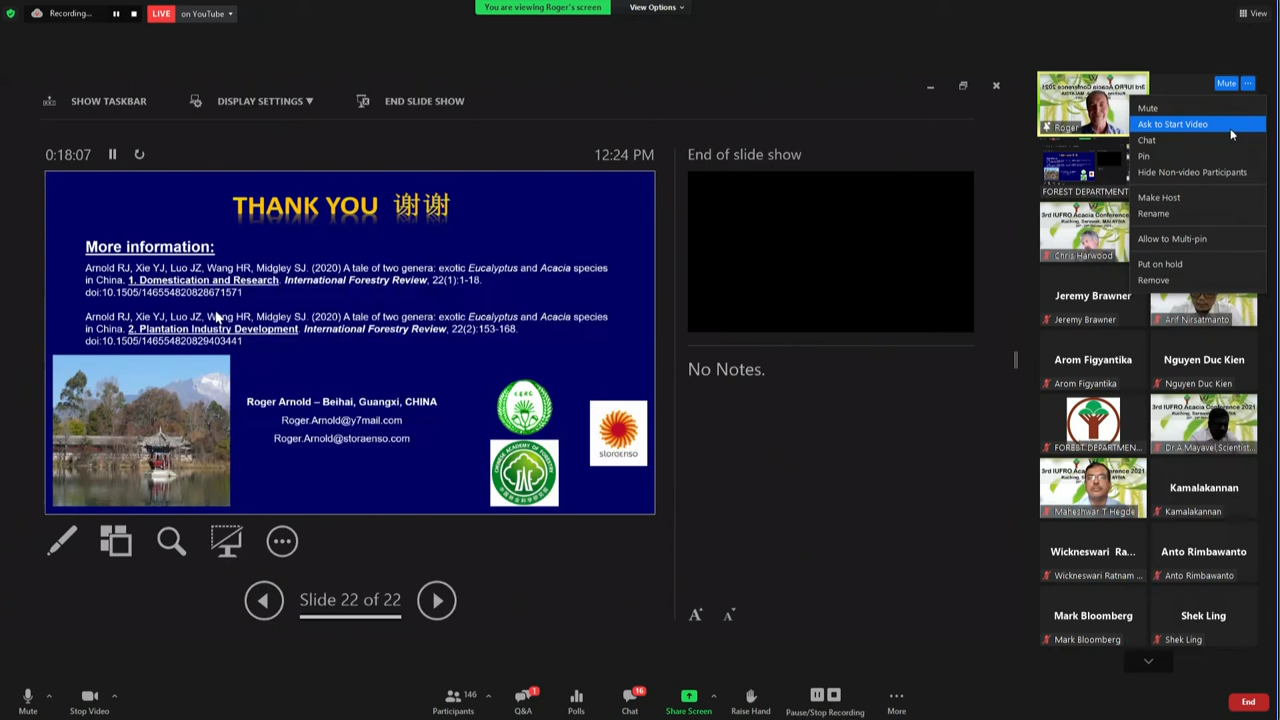 Recording...
LIVE
on YouTube
You are viewing Roger's screen
View Options
View
SHOW TASKBAR
DISPLAY SETTINGS
END SLIDE SHOW
0:18:07
12:24 PM
THANK YOU 谢谢
More information:
Arnold RJ, Xie YJ, Luo JZ, Wang HR, Midgley SJ. (2020) A tale of two genera: exotic Eucalyptus and Acacia species
in China. 1. Domestication and Research. International Forestry Review, 22(1):1-18.
doi:10.1505/146554820828671571
Arnold RJ, Xie YJ, Luo JZ, Wang HR, Midgley SJ. (2020) A tale of two genera: exotic Eucalyptus and Acacia species
in China. 2. Plantation Industry Development. International Forestry Review, 22(2):153-168.
doi:10.1505/146554820829403441
Roger Arnold – Beihai, Guangxi, CHINA
Roger.Arnold@y7mail.com
Roger.Arnold@storaenso.com
storaenso
End of slide show
No Notes.
Slide 22 of 22
Roger
Mute
Mute
Ask to Start Video
Chat
Pin
Hide Non-video Participants
Make Host
Rename
Allow to Multi-pin
Put on hold
Remove
FOREST DEPARTMENT
3rd IUFRO Acacia Conference
Chris Harwood
Jeremy Brawner
Jeremy Brawner
Arif Nirsatmanto
Arom Figyantika
Arom Figyantika
Nguyen Duc Kien
Nguyen Duc Kien
FOREST DEPARTMEN...
3rd IUFRO Acacia Conference 2021
Dr.A.Mayavel Scientist...
Maheshwar T Hegde
Kamalakannan
Kamalakannan
Wickneswari Ra...
Wickneswari Ratnam ...
Anto Rimbawanto
Anto Rimbawanto
Mark Bloomberg
Mark Bloomberg
Shek Ling
Shek Ling
Mute
Stop Video
146
Participants
1
Q&A
Polls
16
Chat
Share Screen
Raise Hand
Pause/Stop Recording
More
End